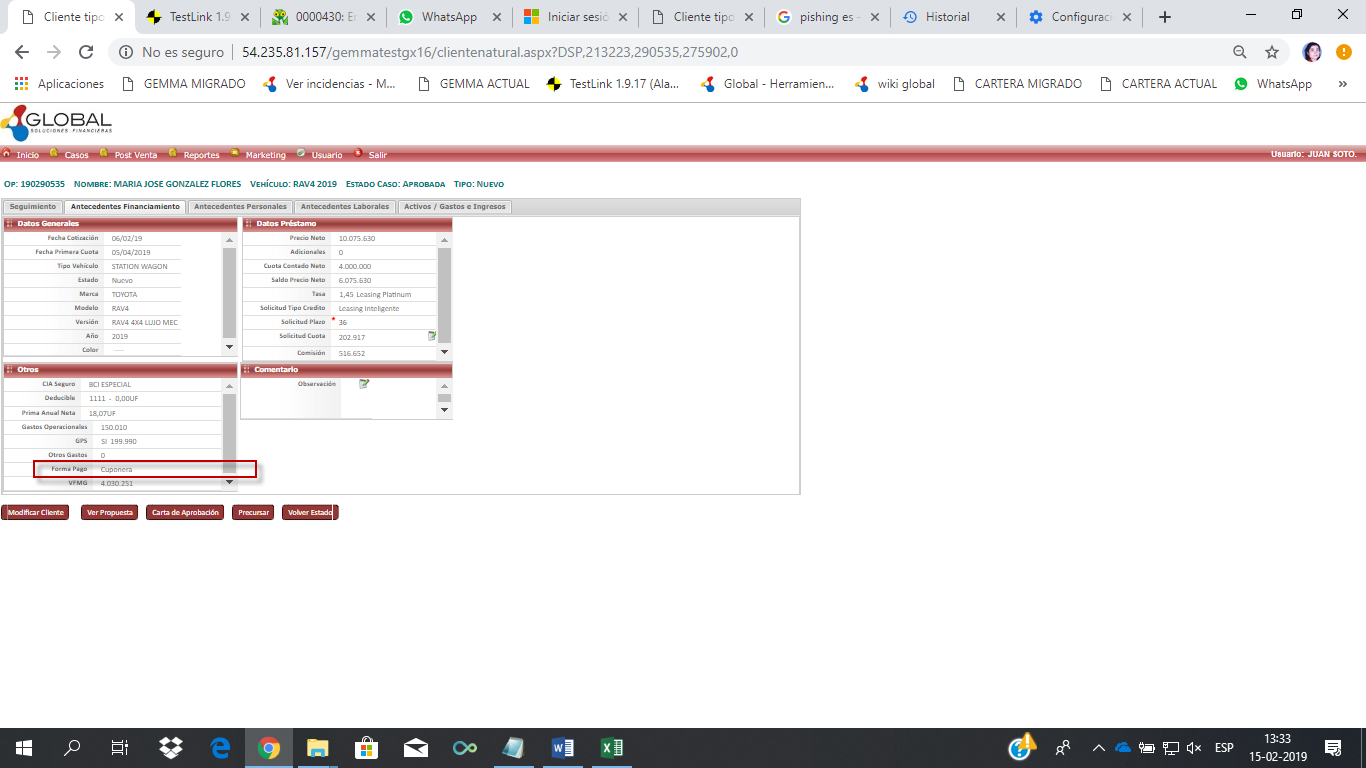 Cliente tipo
TestLink 1.9
0000430: Er
WhatsApp
Iniciar sesió
Cliente tipo
pishing es -
Historial
Configuraci
No es seguro
54.235.81.157/gemmatestgx16/clientenatural.aspx?DSP,213223,290535,275902,0
Aplicaciones
GEMMA MIGRADO
Ver incidencias - M...
GEMMA ACTUAL
TestLink 1.9.17 (Ala...
Global - Herramien...
wiki global
CARTERA MIGRADO
CARTERA ACTUAL
WhatsApp
»
GLOBAL
SOLUCIONES FINANCIERAS
Inicio Casos Post Venta Reportes Marketing Usuario Salir
Usuario: JUAN SOTO.
Op: 190290535 Nombre: MARIA JOSE GONZALEZ FLORES Vehículo: RAV4 2019 Estado Caso: Aprobada Tipo: Nuevo
Seguimiento
Antecedentes Financiamiento
Antecedentes Personales
Antecedentes Laborales
Activos / Gastos e Ingresos
Datos Generales
Fecha Cotización 06/02/19
Fecha Primera Cuota 05/04/2019
Tipo Vehículo STATION WAGON
Estado Nuevo
Marca TOYOTA
Modelo RAV4
Versión RAV4 4X4 LUJO MEC
Año 2019
Color ----
Datos Préstamo
Precio Neto 10.075.630
Adicionales 0
Cuota Contado Neto 4.000.000
Saldo Precio Neto 6.075.630
Tasa 1,45 Leasing Platinum
Solicitud Tipo Credito Leasing Inteligente
Solicitud Plazo * 36
Solicitud Cuota 202.917
Comisión 516.652
Otros
CIA Seguro BCI ESPECIAL
Deducible 1111 - 0,00UF
Prima Anual Neta 18,07UF
Gastos Operacionales 150.010
GPS SI 199.990
Otros Gastos 0
Forma Pago Cuponera
VFMG 4.030.251
Comentario
Observación
Modificar Cliente
Ver Propuesta
Carta de Aprobación
Precursar
Volver Estado
ESP
13:33
15-02-2019